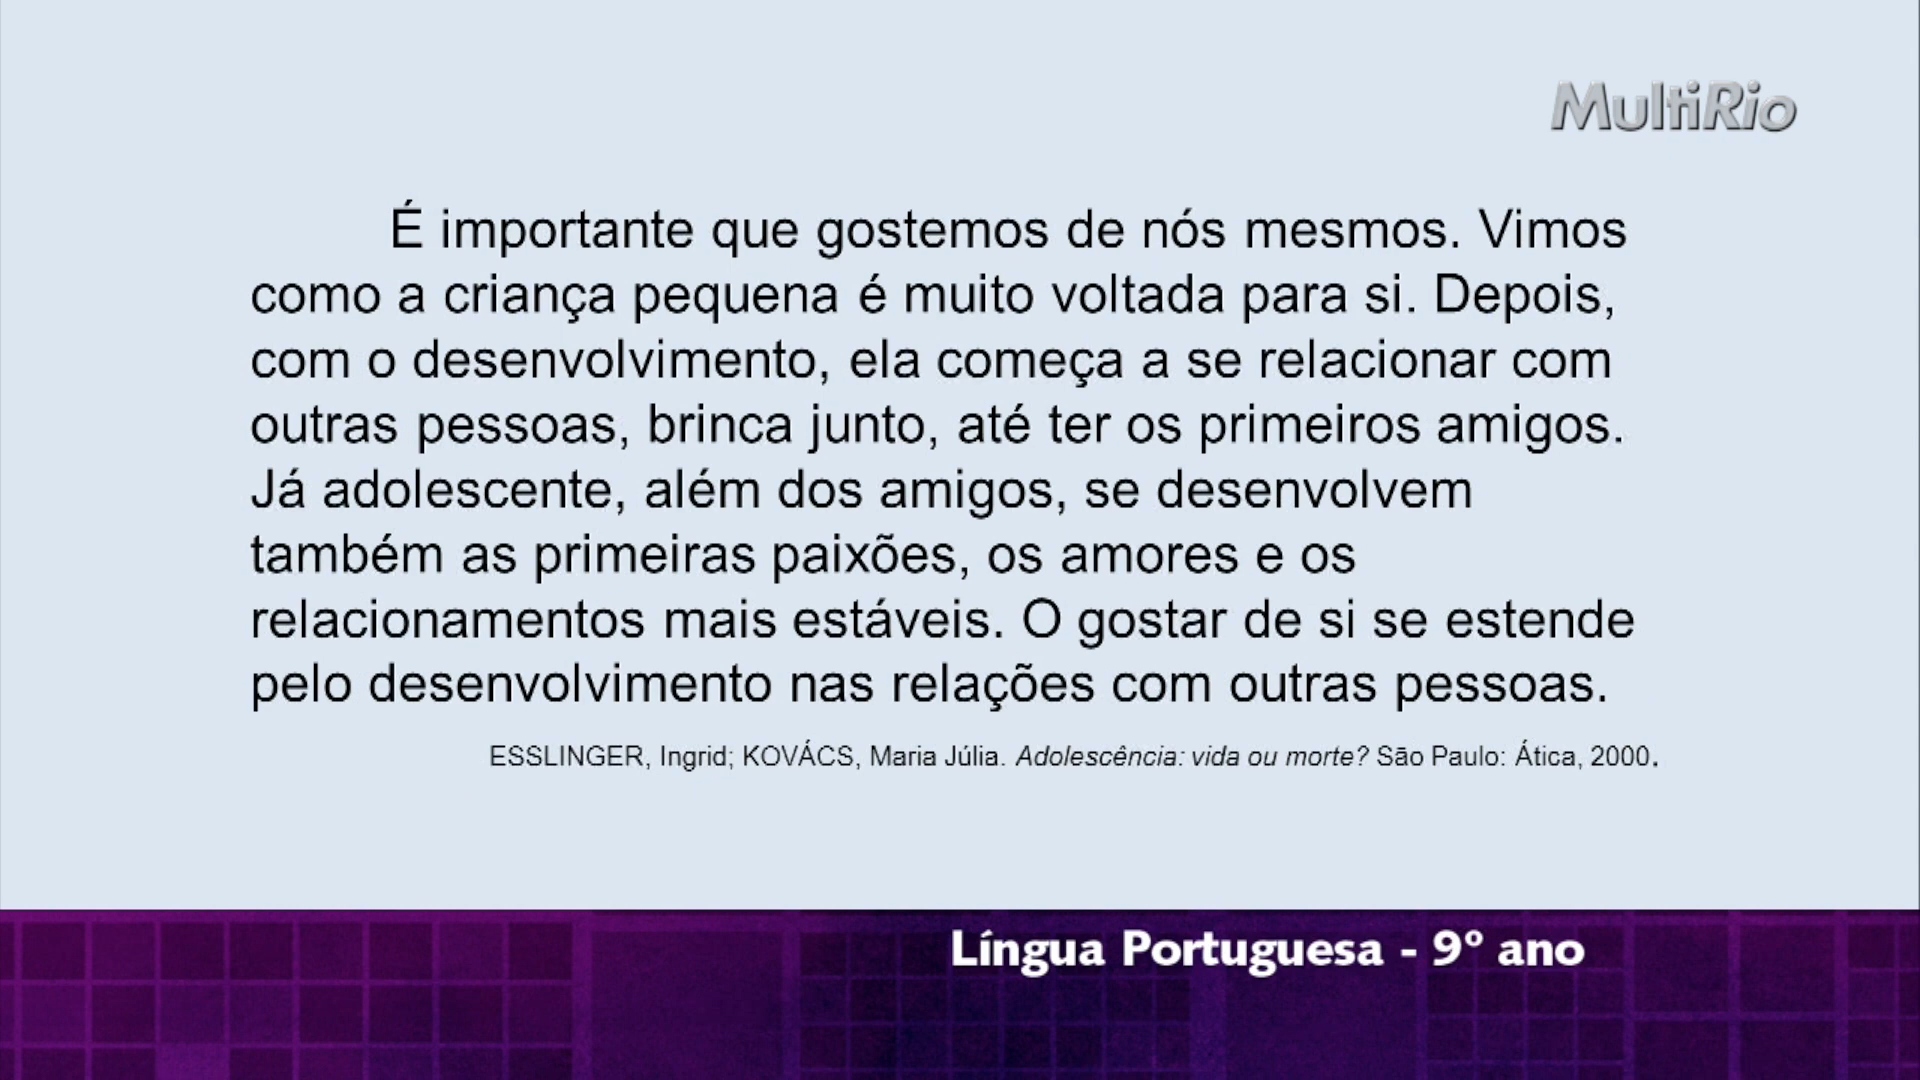 MultiRio
É importante que gostemos de nós mesmos. Vimos
como a criança pequena é muito voltada para si. Depois,
com o desenvolvimento, ela começa a se relacionar com
outras pessoas, brinca junto, até ter os primeiros amigos.
Já adolescente, além dos amigos, se desenvolvem
também as primeiras paixões, os amores e os
relacionamentos mais estáveis. O gostar de si se estende
pelo desenvolvimento nas relações com outras pessoas.
ESSLINGER, Ingrid; KOVÁCS, Maria Júlia. Adolescência: vida ou morte? São Paulo: Ática, 2000.
Língua Portuguesa - 9º ano